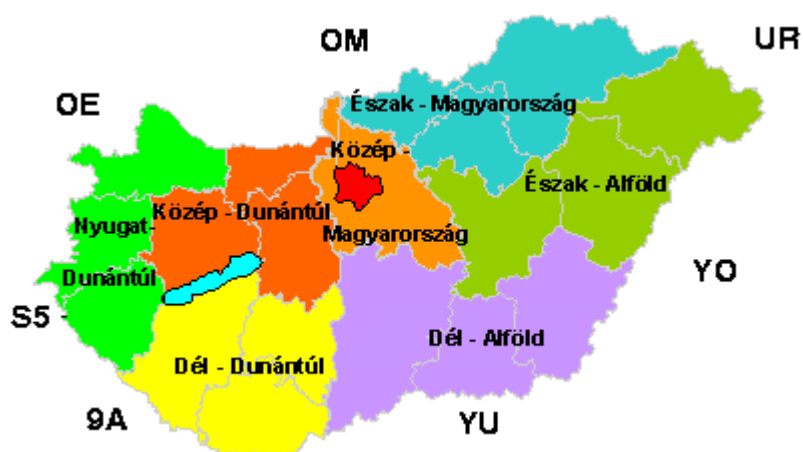 OM
UR
OE
Észak - Magyarország
Közép -
Magyarország
Észak - Alföld
Nyugat-
Dunántúl
Közép - Dunántúl
YO
S5 -
Dél - Alföld
Dél - Dunántúl
9A
YU